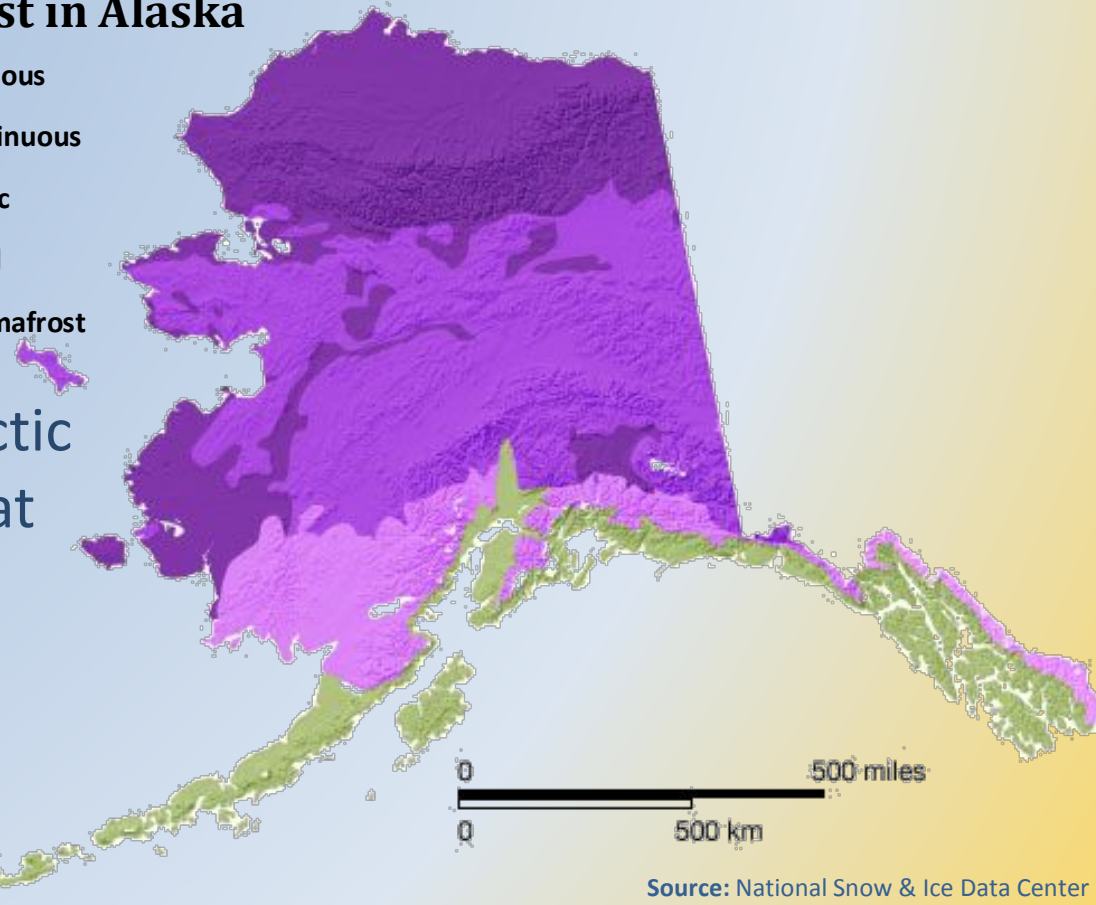 st in Alaska
ous
inuous
c
l
mafrost
ctic
at
0 500 miles
0 500 km
Source: National Snow & Ice Data Center